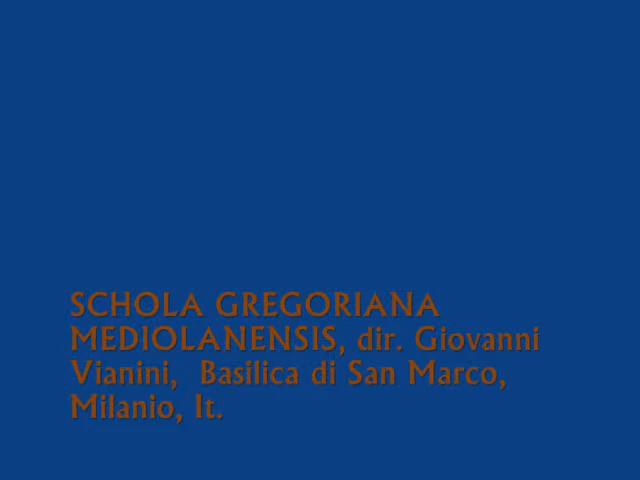 SCHOLA GREGORIANA
MEDIOLANENSIS, dir. Giovanni
Vianini, Basilica di San Marco,
Milanio, It.